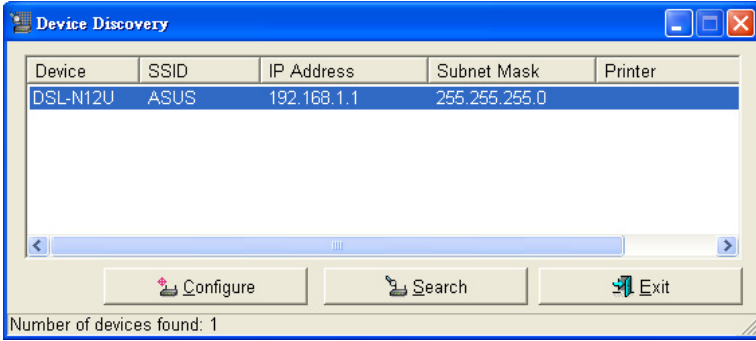 Device Discovery
Device SSID IP Address Subnet Mask Printer
DSL-N12U ASUS 192.168.1.1 255.255.255.0
Configure Search Exit
Number of devices found: 1